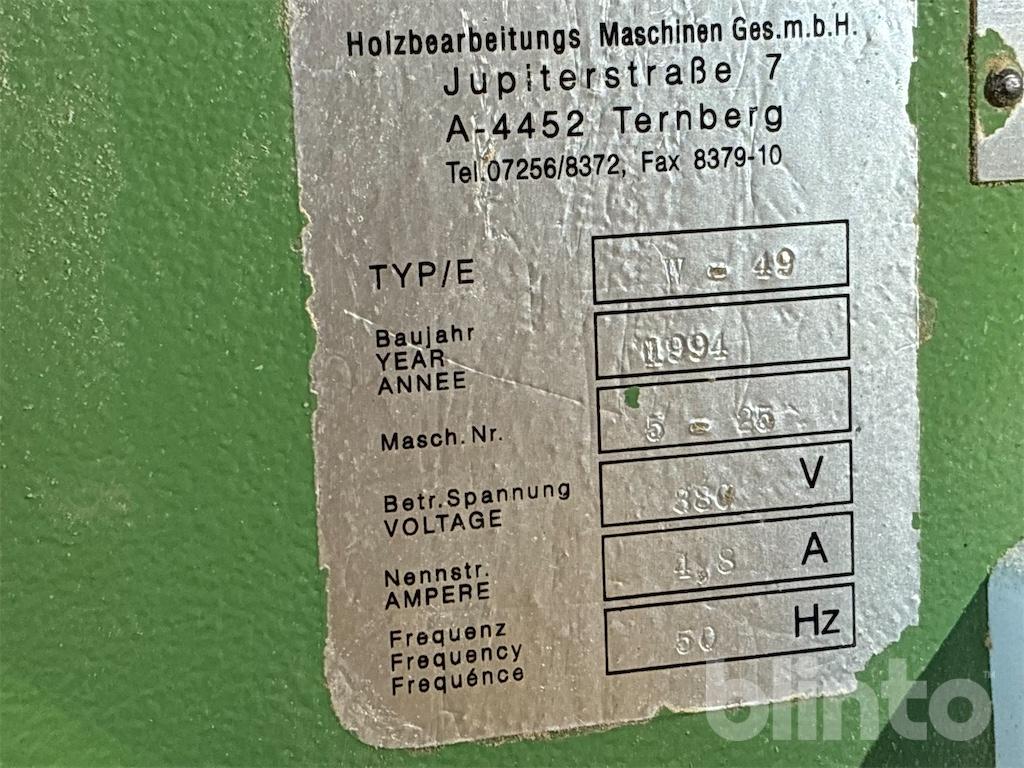 Holzbearbeitungs Maschinen Ges.m.b.H.
Jupiterstraße 7
A-4452 Ternberg
Tel.07256/8372, Fax 8379-10
TYP/E W - 49
Baujahr
YEAR 1994
ANNEE
Masch.Nr. 5 - 25
Betr.Spannung
VOLTAGE 380 V
Nennstr.
AMPERE 4,8 A
Frequenz
Frequency 50 Hz
Frequénce
blinto